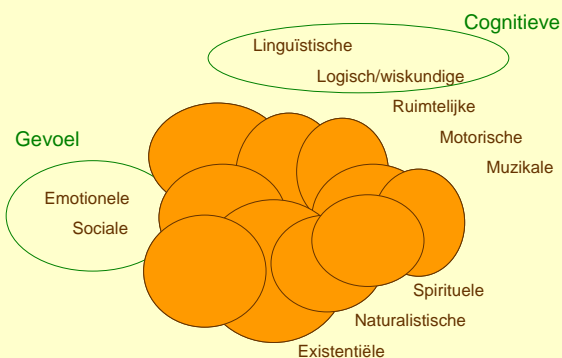 Cognitieve
Linguïstische
Logisch/wiskundige
Ruimtelijke
Motorische
Muzikale
Gevoel
Emotionele
Sociale
Spirituele
Naturalistische
Existentiële